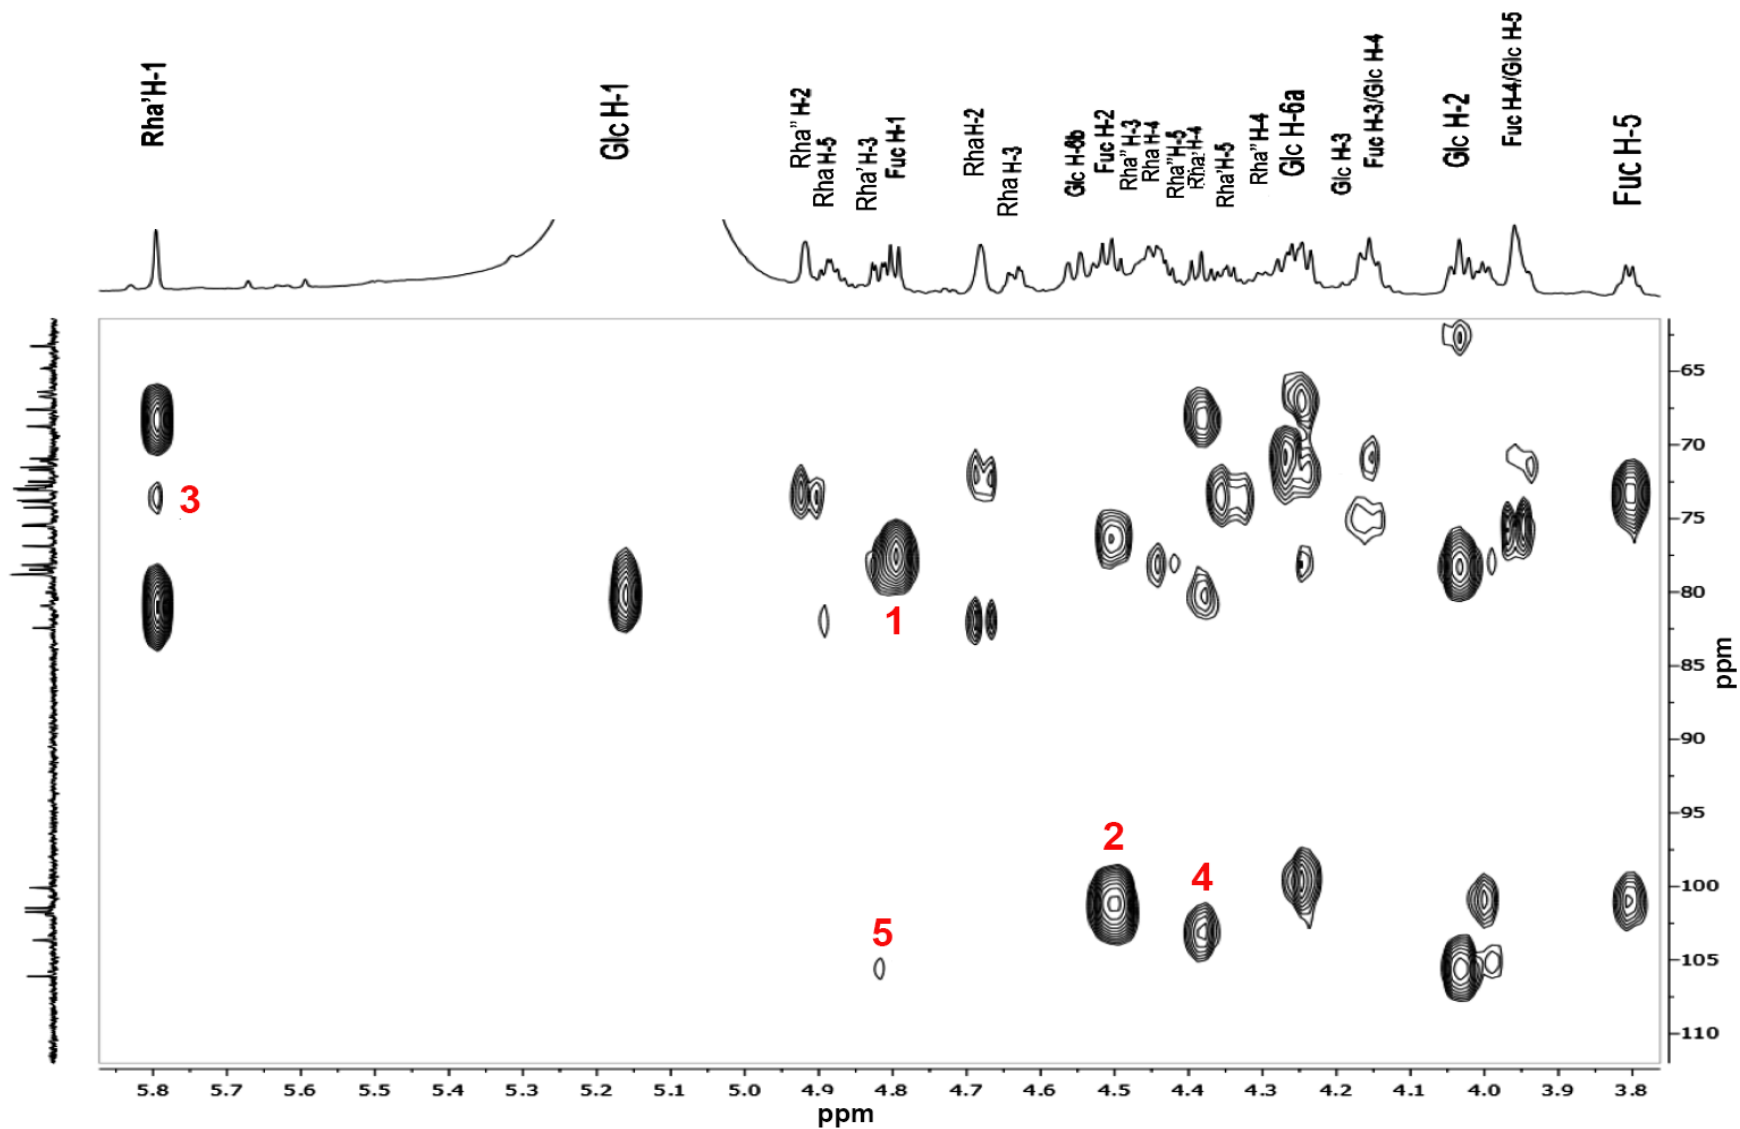 Rha'H-1
Glc H-1
Rha" H-2
Rha H-5
Rha' H-3
Fuc H-1
Rha H-2
Rha H-3
Glc H-6b
Fuc H-2
Rha" H-3
Rha H-4
Rha" H-5
Rha' H-4
Rha' H-5
Rha" H-4
Glc H-6a
Glc H-3
Fuc H-3/Glc H-4
Glc H-2
Fuc H-4/Glc H-5
Fuc H-5
65
70
3
75
80
1
85
ppm
90
95
2
4
100
5
105
110
5.8 5.7 5.6 5.5 5.4 5.3 5.2 5.1 5.0 4.9 4.8 4.7 4.6 4.5 4.4 4.3 4.2 4.1 4.0 3.9 3.8
ppm